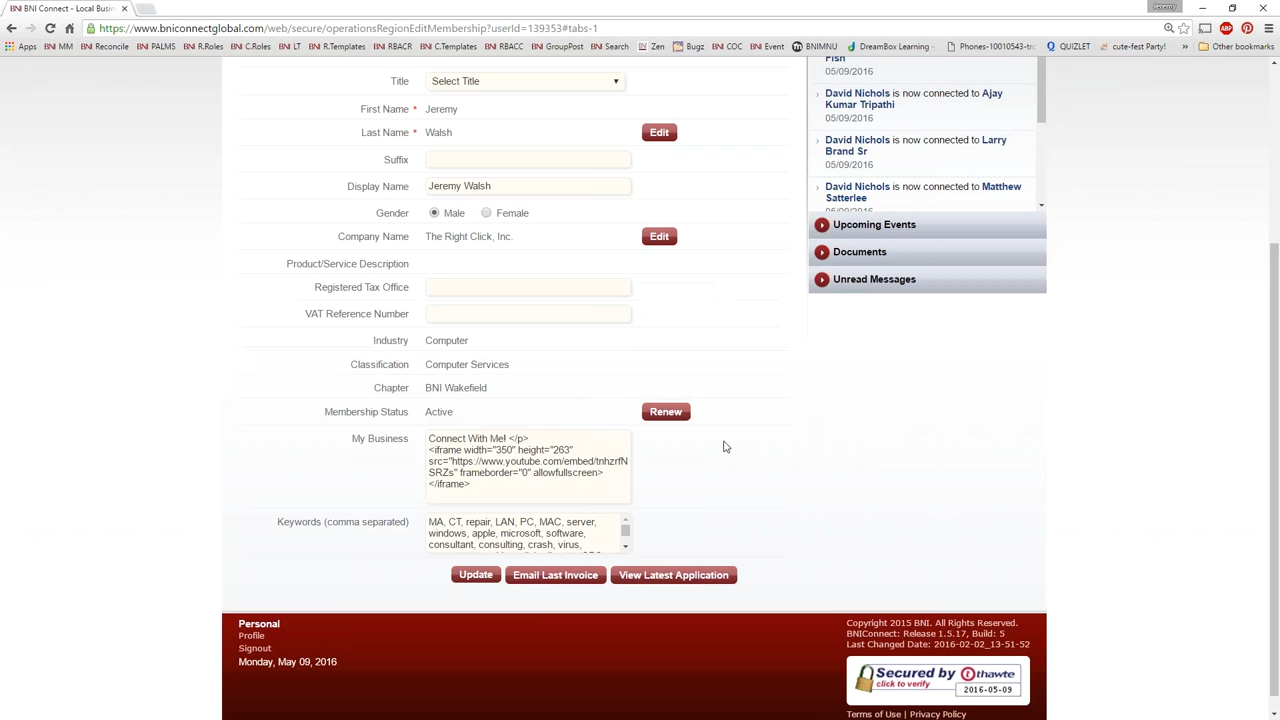 BNI BNI Connect - Local Busin
Jeremy
https://www.bniconnectglobal.com/web/secure/operationsRegionEditMembership?userId=139353#tabs-1
Apps BNI MM BNI Reconcile BNI PALMS BNI R.Roles BNI C.Roles BNI LT BNI R.Templates BNI RBACR BNI C.Templates BNI RBACC BNI GroupPost BNI Search Zen Bugz BNI COC BNI Event BNIMNU DreamBox Learning - Phones-10010543-tr QUIZLET cute-fest Party! » Other bookmarks
Title Select Title
First Name * Jeremy
Last Name * Walsh Edit
Suffix
Display Name Jeremy Walsh
Gender Male Female
Company Name The Right Click, Inc. Edit
Product/Service Description
Registered Tax Office
VAT Reference Number
Industry Computer
Classification Computer Services
Chapter BNI Wakefield
Membership Status Active Renew
My Business Connect With Me! </p>
<iframe width="350" height="263"
src="https://www.youtube.com/embed/tnhzrfN
SRZs" frameborder="0" allowfullscreen>
</iframe>
Keywords (comma separated) MA, CT, repair, LAN, PC, MAC, server,
windows, apple, microsoft, software,
consultant, consulting, crash, virus,
Update Email Last Invoice View Latest Application
Fish
05/09/2016
David Nichols is now connected to Ajay
Kumar Tripathi
05/09/2016
David Nichols is now connected to Larry
Brand Sr
05/09/2016
David Nichols is now connected to Matthew
Satterlee
05/09/2016
Upcoming Events
Documents
Unread Messages
Personal
Profile
Signout
Monday, May 09, 2016
Copyright 2015 BNI. All Rights Reserved.
BNIConnect: Release 1.5.17, Build: 5
Last Changed Date: 2016-02-02_13-51-52
Secured by thawte
click to verify 2016-05-09
Terms of Use | Privacy Policy